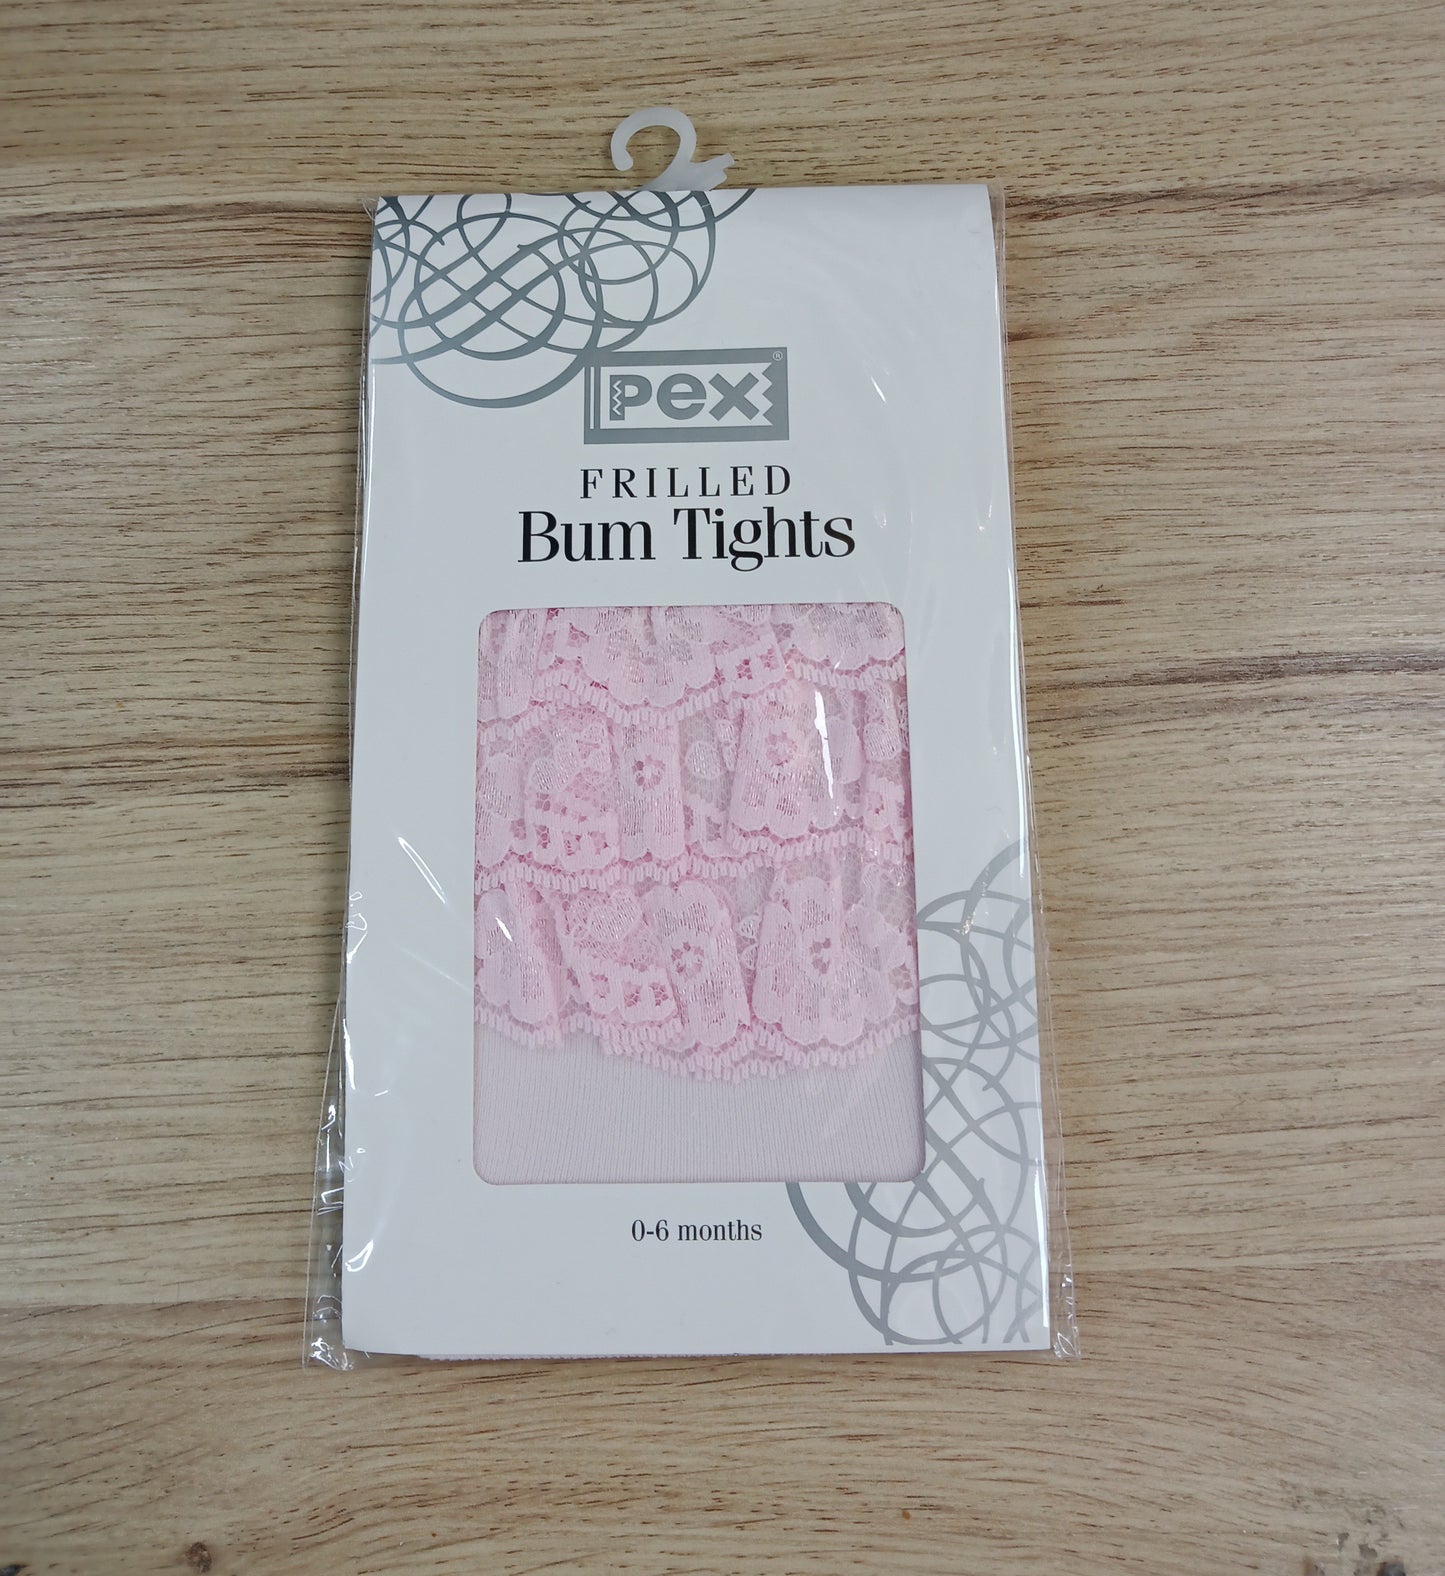 pex®
FRILLED
Bum Tights
0-6 months